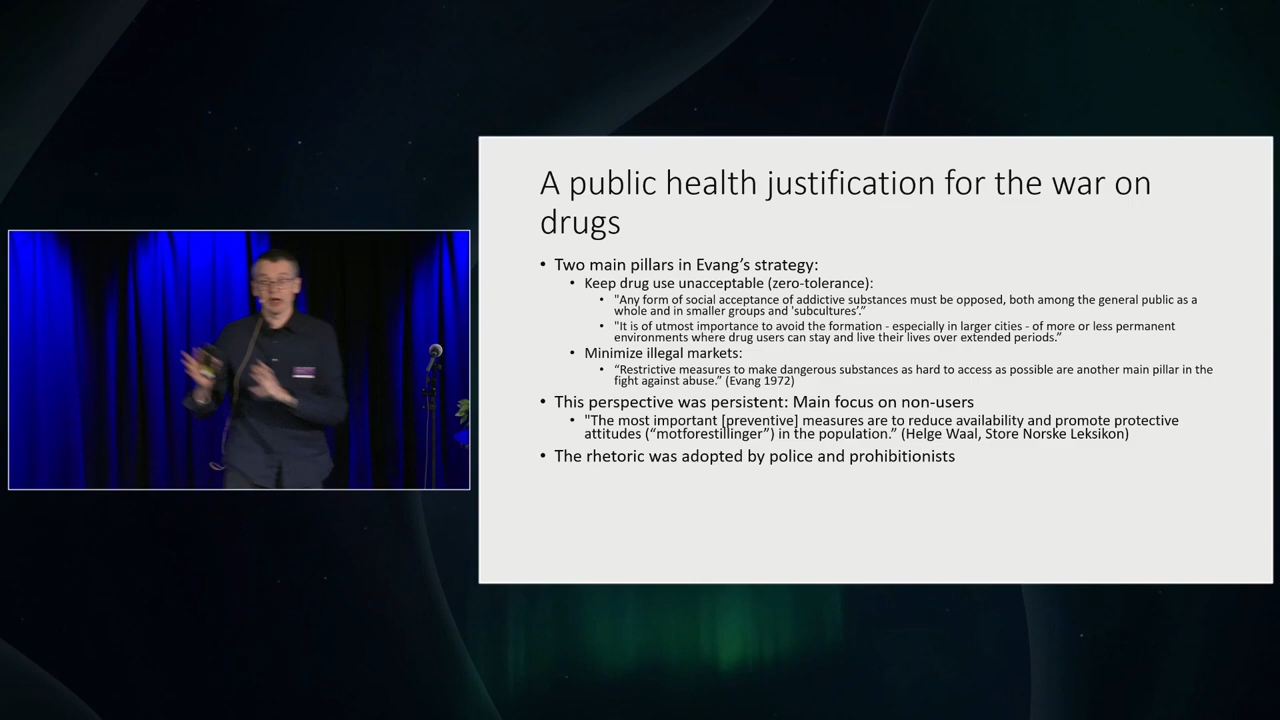 A public health justification for the war on
drugs
• Two main pillars in Evang’s strategy:
• Keep drug use unacceptable (zero-tolerance):
• "Any form of social acceptance of addictive substances must be opposed, both among the general public as a
whole and in smaller groups and 'subcultures'.”
• "It is of utmost importance to avoid the formation - especially in larger cities - of more or less permanent
environments where drug users can stay and live their lives over extended periods.”
• Minimize illegal markets:
• “Restrictive measures to make dangerous substances as hard to access as possible are another main pillar in the
fight against abuse.” (Evang 1972)
• This perspective was persistent: Main focus on non-users
• "The most important [preventive] measures are to reduce availability and promote protective
attitudes (“motforestillinger”) in the population.” (Helge Waal, Store Norske Leksikon)
• The rhetoric was adopted by police and prohibitionists